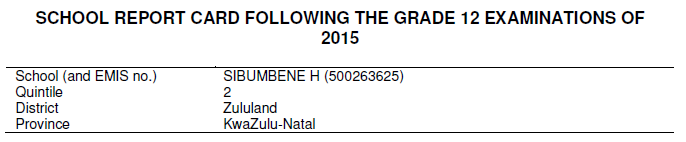 SCHOOL REPORT CARD FOLLOWING THE GRADE 12 EXAMINATIONS OF
2015
School (and EMIS no.) SIBUMBENE H (500263625)
Quintile 2
District Zululand
Province KwaZulu-Natal